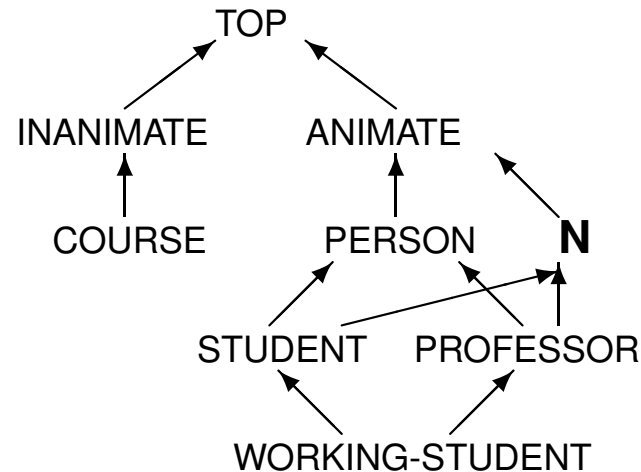 TOP
INANIMATE ANIMATE
COURSE PERSON N
STUDENT PROFESSOR
WORKING-STUDENT